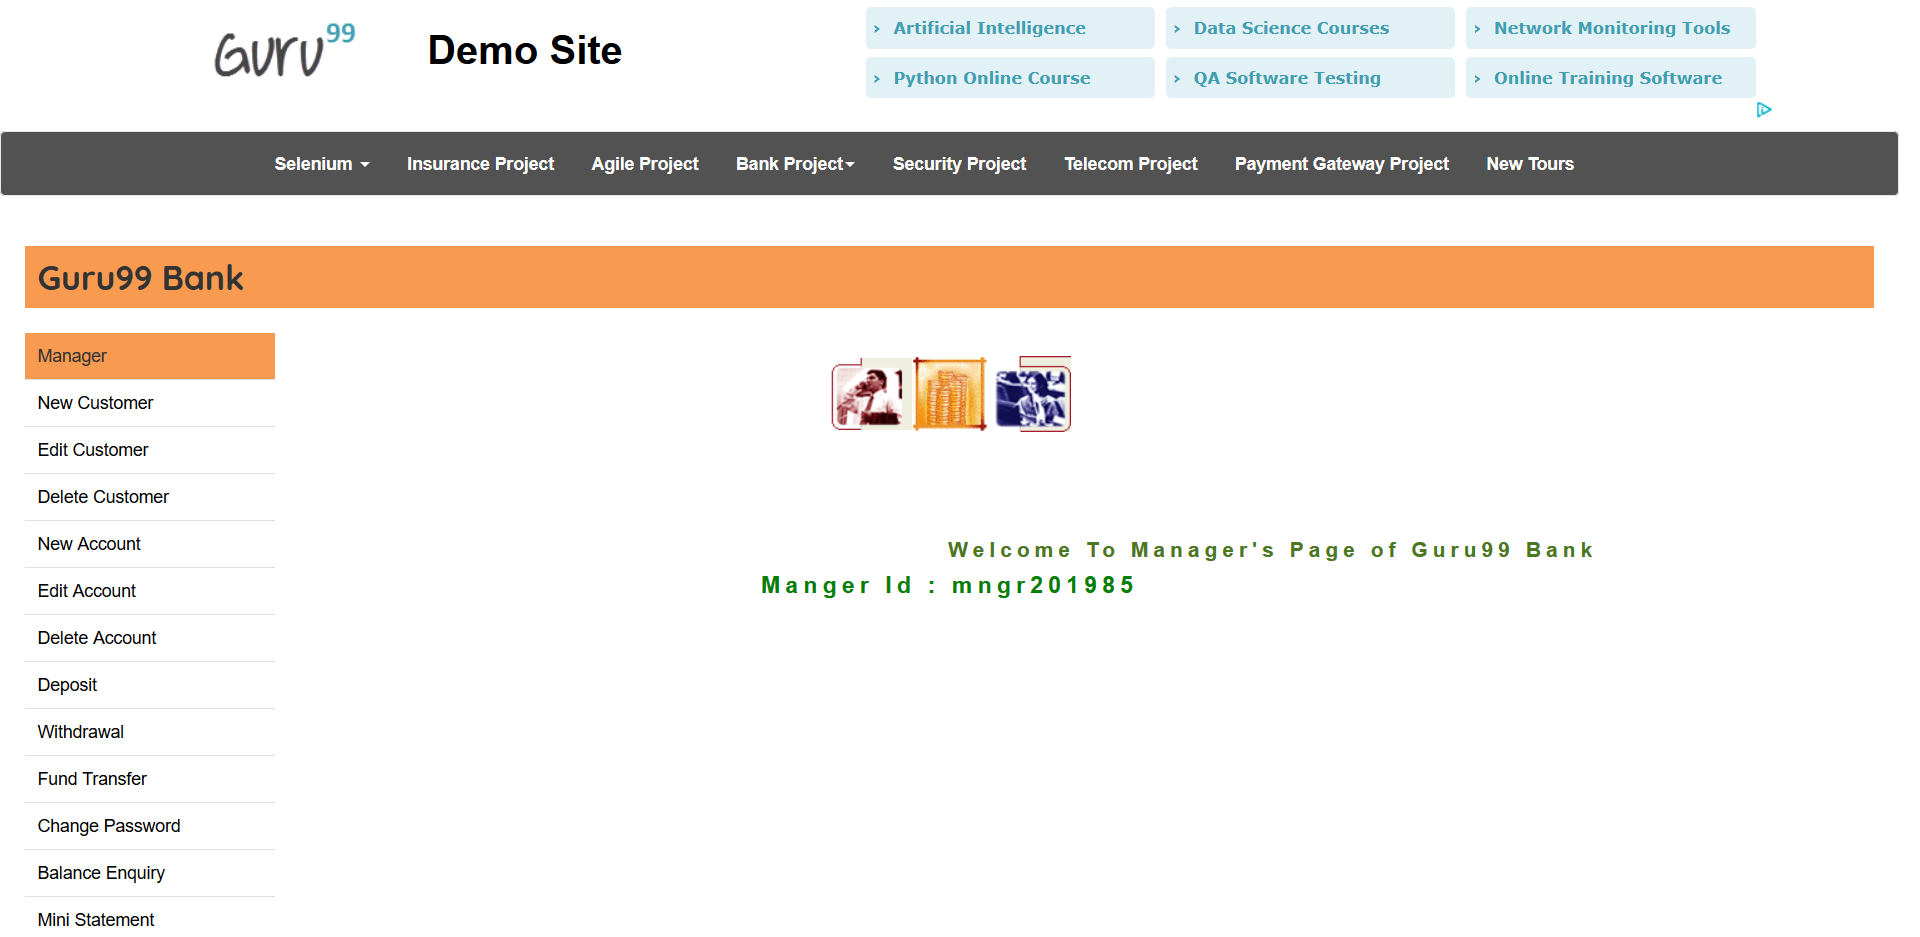 Guru99
Demo Site
› Artificial Intelligence
› Data Science Courses
› Network Monitoring Tools
› Python Online Course
› QA Software Testing
› Online Training Software
Selenium Insurance Project Agile Project Bank Project Security Project Telecom Project Payment Gateway Project New Tours
Guru99 Bank
Manager
New Customer
Edit Customer
Delete Customer
New Account
Edit Account
Delete Account
Deposit
Withdrawal
Fund Transfer
Change Password
Balance Enquiry
Mini Statement
Welcome To Manager's Page of Guru99 Bank
Manger Id : mngr201985